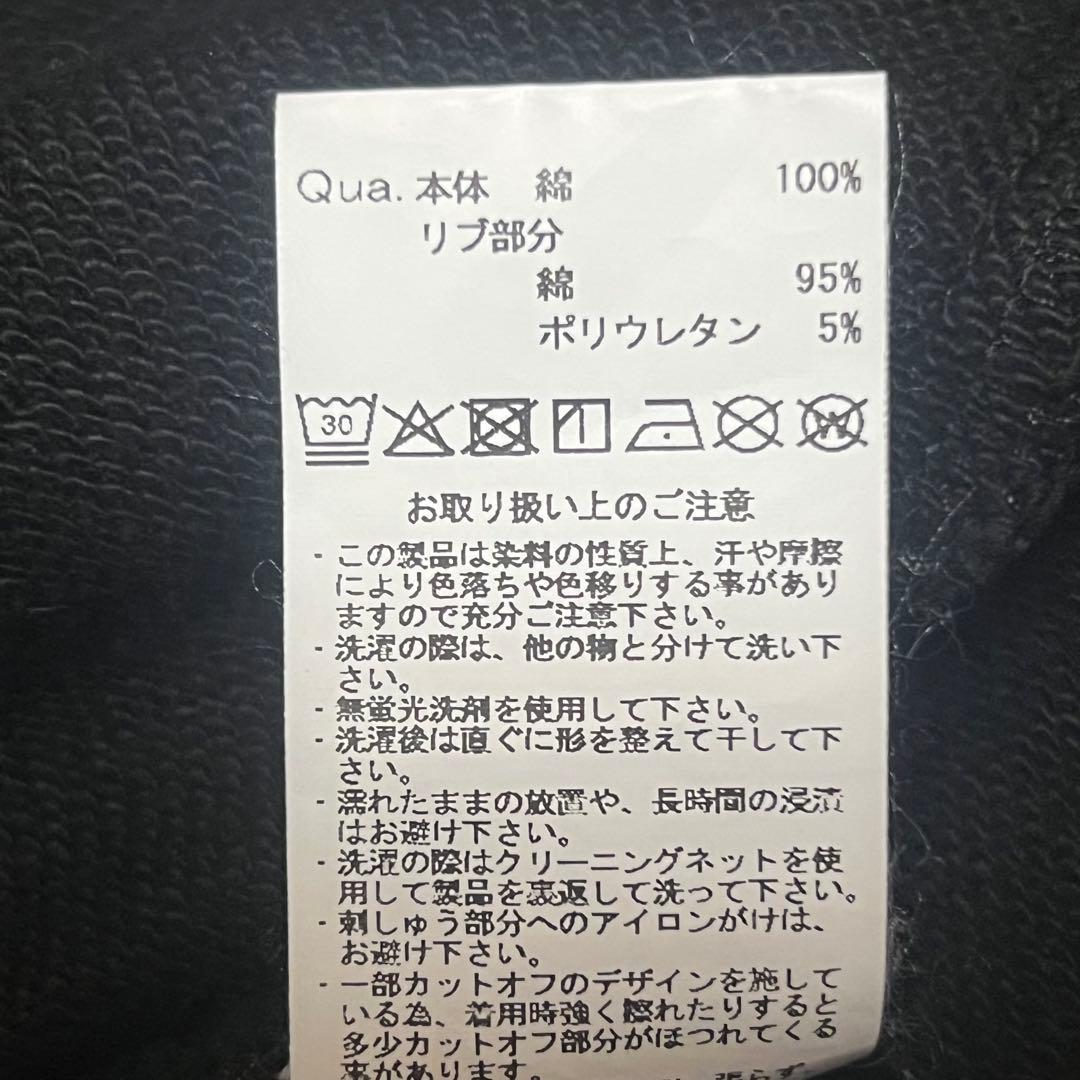 Qua. 本体 綿 100%
リブ部分
綿 95%
ポリウレタン 5%
30 W
お取り扱い上のご注意
・この製品は染料の性質上、汗や摩擦
により色落ちや色移りする事があり
ますので充分ご注意下さい。
・洗濯の際は、他の物と分けて洗い下
さい。
・無蛍光洗剤を使用して下さい。
・洗濯後は直ぐに形を整えて干して下
さい。
・濡れたままの放置や、長時間の浸漬
はお避け下さい。
・洗濯の際はクリーニングネットを使
用して製品を裏返して洗って下さい。
・刺しゅう部分へのアイロンがけは、
お避け下さい。
・一部カットオフのデザインを施して
いる為、着用時強く擦れたりすると
多少カットオフ部分がほつれてくる
事があります。